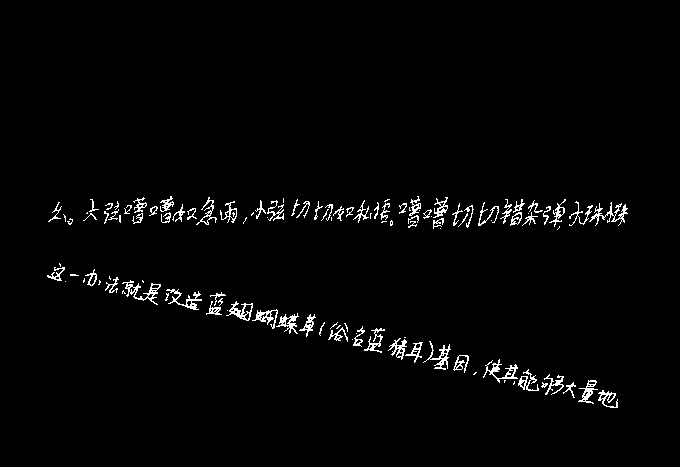 幺。大弦嘈嘈如急雨,小弦切切如私语。嘈嘈切切错杂弹大珠
这一办法就是改造蓝翅蝴蝶草(俗名蓝猪耳)基因,使其能够大量地